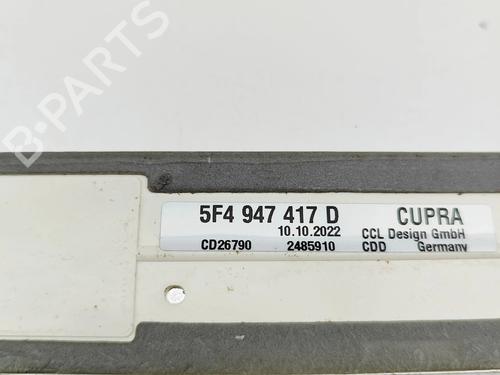 B-PARTS
5F4 947 417 D CUPRA
10.10.2022 CCL Design GmbH
CD26790 2485910 CDD Germany